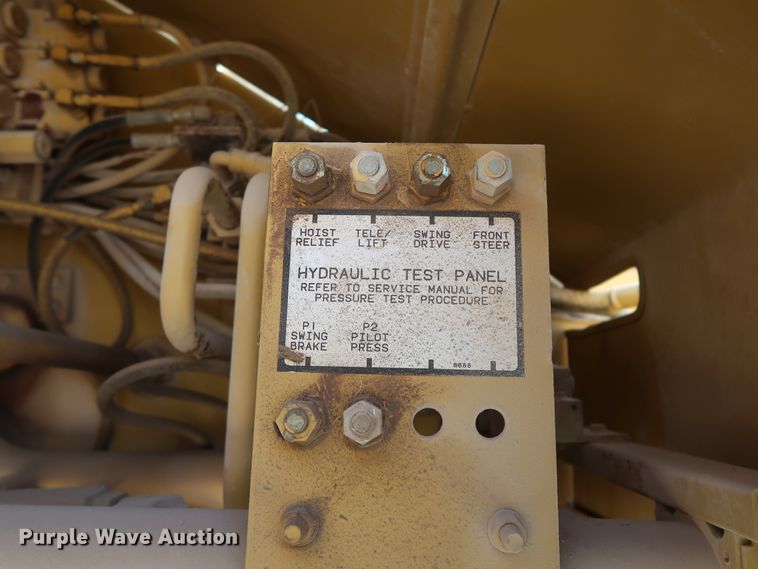 HOIST RELIEF
TELE/ LIFT
SWING DRIVE
FRONT STEER
HYDRAULIC TEST PANEL
REFER TO SERVICE MANUAL FOR
PRESSURE TEST PROCEDURE
P1 SWING BRAKE
P2 PILOT PRESS
Purple Wave Auction